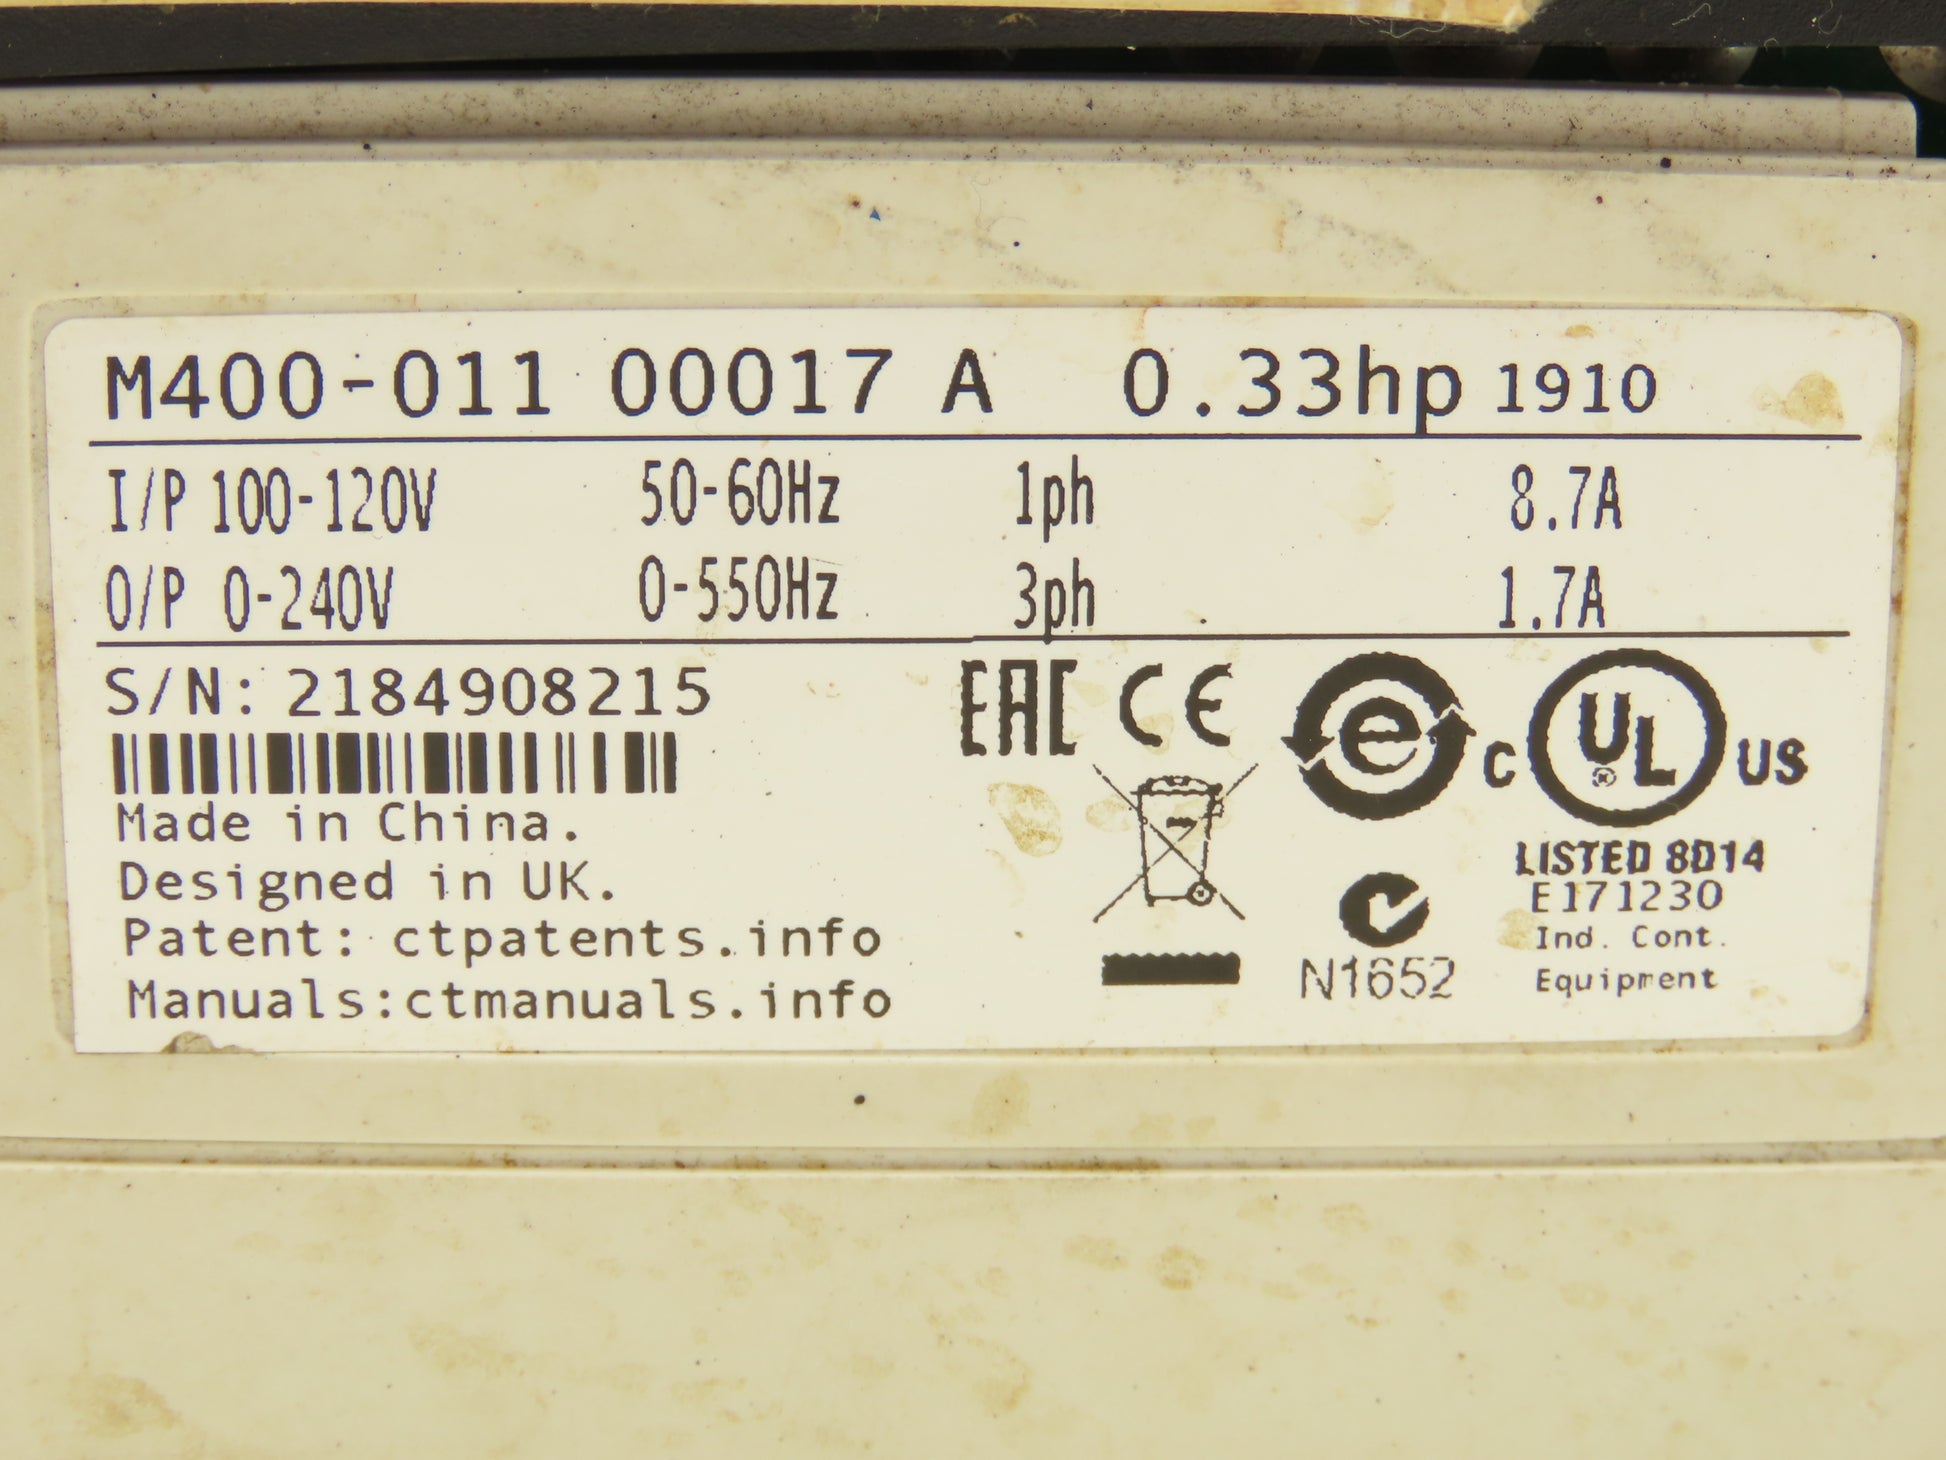 M400-011 00017 A 0.33hp 1910
I/P 100-120V 50-60Hz 1ph 8.7A
O/P 0-240V 0-550Hz 3ph 1.7A
S/N: 2184908215
EAC CE e C UL US
Made in China.
Designed in UK.
Patent: ctpatents.info
Manuals:ctmanuals.info
N1652
LISTED 8D14
E171230
Ind. Cont.
Equipment